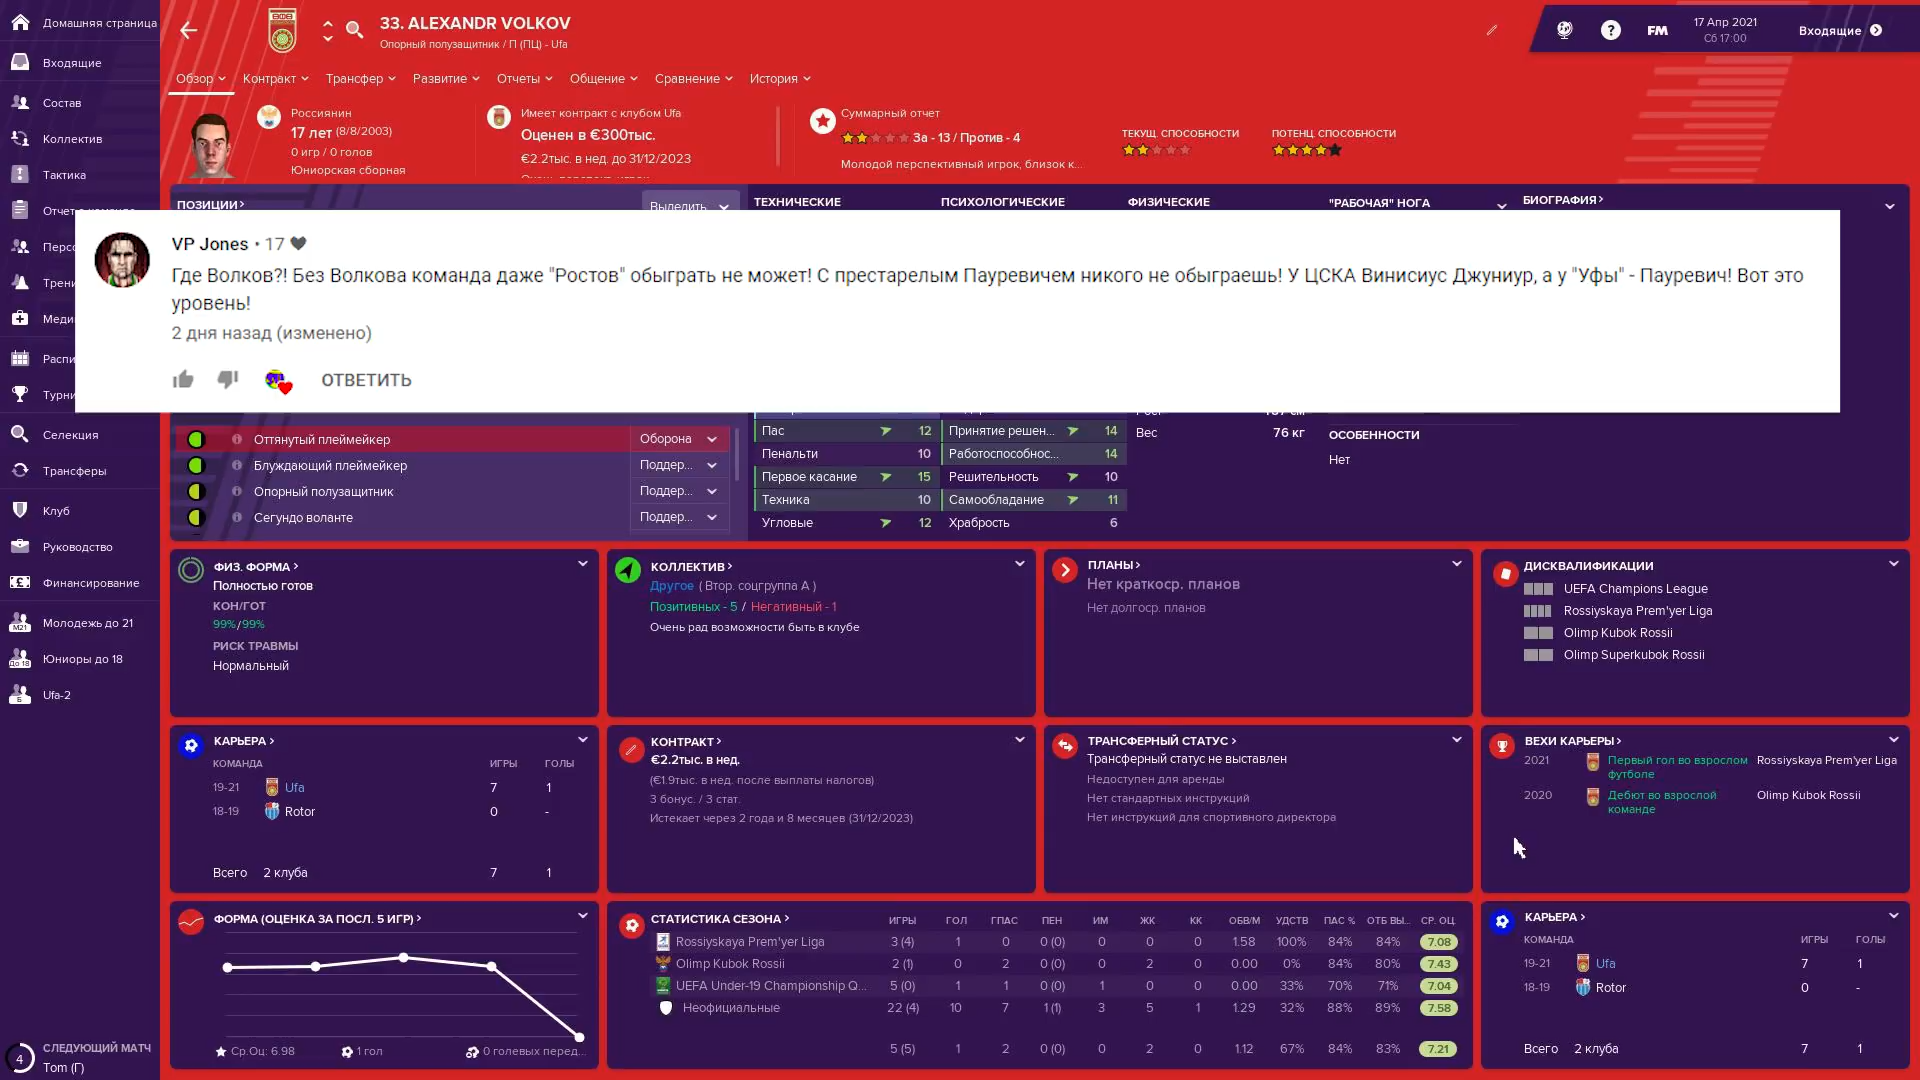 Домашняя страница
Входящие
Состав
Коллектив
Тактика
Трансферы
Селекция
Клуб
Руководство
Финансирование
Молодежь до 21
Юниоры до 18
Ufa-2
4
СЛЕДУЮЩИЙ МАТЧ
Tom (Г)
33. ALEXANDR VOLKOV
Опорный полузащитник / П (ПЦ) - Ufa
17 Апр 2021
Сб 17:00
FM
Входящие
Обзор
Контракт
Трансфер
Развитие
Отчеты
Общение
Сравнение
История
Россиянин
17 лет (8/8/2003)
0 игр / 0 голов
Юниорская сборная
Имеет контракт с клубом Ufa
Оценен в €300тыс.
€2.2тыс. в нед. до 31/12/2023
Суммарный отчет
За - 13 / Против - 4
Молодой перспективный игрок, близок к...
ТЕКУЩ. СПОСОБНОСТИ
ПОТЕНЦ. СПОСОБНОСТИ
ПОЗИЦИИ
Выделить
ТЕХНИЧЕСКИЕ
ПСИХОЛОГИЧЕСКИЕ
ФИЗИЧЕСКИЕ
"РАБОЧАЯ" НОГА
БИОГРАФИЯ
VP Jones • 17
Где Волков?! Без Волкова команда даже "Ростов" обыграть не может! С престарелым Пауревичем никого не обыграешь! У ЦСКА Винисиус Джуниур, а у "Уфы" - Пауревич! Вот это
уровень!
2 дня назад (изменено)
ОТВЕТИТЬ
Оттянутый плеймейкер Оборона
Блуждающий плеймейкер Поддер...
Опорный полузащитник Поддер...
Сегундо воланте Поддер...
Пас 12
Пенальти 10
Первое касание 15
Техника 10
Угловые 12
Принятие решен... 14
Работоспособнос... 14
Решительность 10
Самообладание 11
Храбрость 6
Вес 76 кг
ОСОБЕННОСТИ
Нет
ФИЗ. ФОРМА
Полностью готов
КОН/ГОТ
99%/99%
РИСК ТРАВМЫ
Нормальный
КОЛЛЕКТИВ
Другое ( Втор. соцгруппа A )
Позитивных - 5 / Негативный - 1
Очень рад возможности быть в клубе
ПЛАНЫ
Нет краткоср. планов
Нет долгоср. планов
ДИСКВАЛИФИКАЦИИ
UEFA Champions League
Rossiyskaya Prem'yer Liga
Olimp Kubok Rossii
Olimp Superkubok Rossii
КАРЬЕРА
КОМАНДА ИГРЫ ГОЛЫ
19-21 Ufa 7 1
18-19 Rotor 0 -
Всего 2 клуба 7 1
КОНТРАКТ
€2.2тыс. в нед.
(€1.9тыс. в нед. после выплаты налогов)
3 бонус. / 3 стат.
Истекает через 2 года и 8 месяцев (31/12/2023)
ТРАНСФЕРНЫЙ СТАТУС
Трансферный статус не выставлен
Недоступен для аренды
Нет стандартных инструкций
Нет инструкций для спортивного директора
ВЕХИ КАРЬЕРЫ
2021 Первый гол во взрослом футболе Rossiyskaya Prem'yer Liga
2020 Дебют во взрослой команде Olimp Kubok Rossii
ФОРМА (ОЦЕНКА ЗА ПОСЛ. 5 ИГР)
Ср.Оц: 6.98 1 гол 0 голевых перед...
СТАТИСТИКА СЕЗОНА ИГРЫ ГОЛ ГПАС ПЕН ИМ ЖК КК ОБВ/М УДСТВ ПАС % ОТБ ВЫ... СР. ОЦ.
Rossiyskaya Prem'yer Liga 3 (4) 1 0 0 (0) 0 0 0 1.58 100% 84% 84% 7.08
Olimp Kubok Rossii 2 (1) 0 2 0 (0) 0 2 0 0.00 0% 84% 80% 7.43
UEFA Under-19 Championship Q... 5 (0) 1 1 0 (0) 1 0 0 0.00 33% 70% 71% 7.04
Неофициальные 22 (4) 10 7 1 (1) 3 5 1 1.29 32% 88% 89% 7.58
5 (5) 1 2 0 (0) 0 2 0 1.12 67% 84% 83% 7.21
КАРЬЕРА
КОМАНДА ИГРЫ ГОЛЫ
19-21 Ufa 7 1
18-19 Rotor 0 -
Всего 2 клуба 7 1